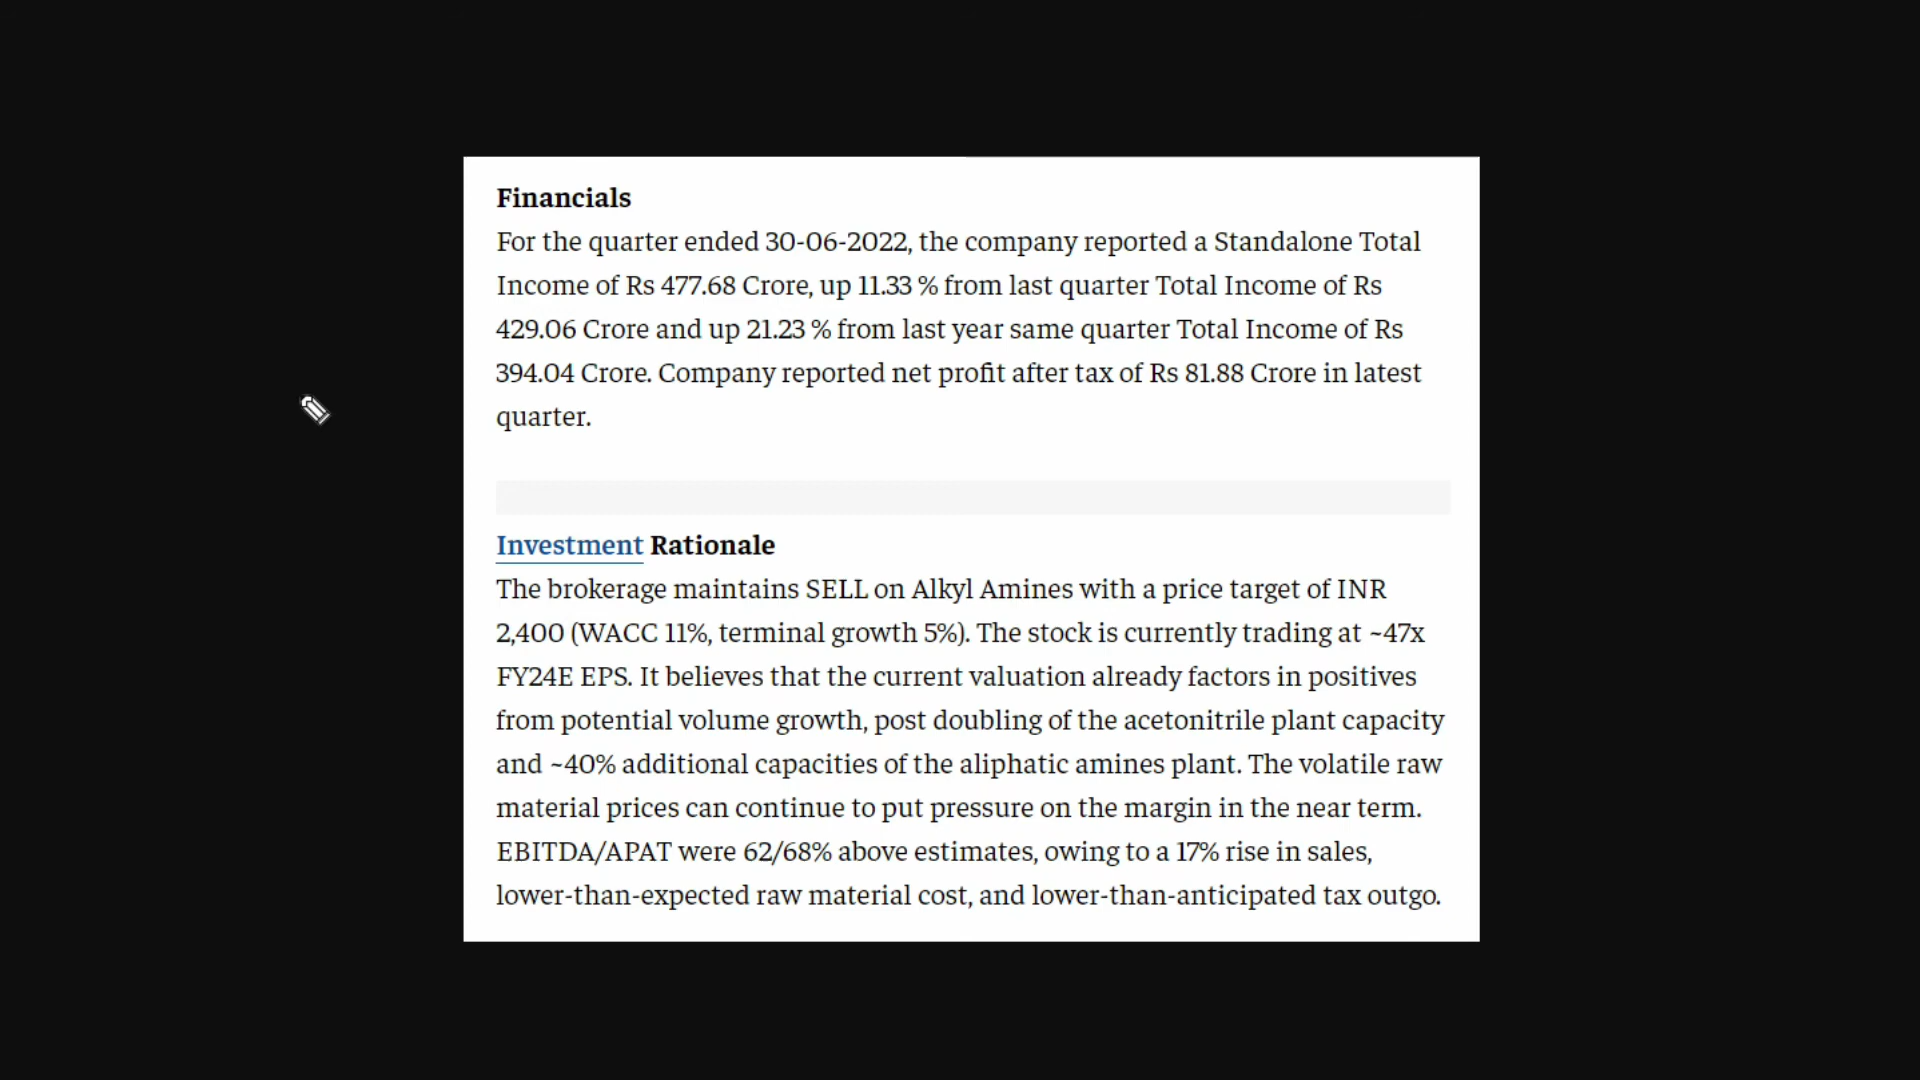 Financials
For the quarter ended 30-06-2022, the company reported a Standalone Total
Income of Rs 477.68 Crore, up 11.33 % from last quarter Total Income of Rs
429.06 Crore and up 21.23 % from last year same quarter Total Income of Rs
394.04 Crore. Company reported net profit after tax of Rs 81.88 Crore in latest
quarter.
Investment Rationale
The brokerage maintains SELL on Alkyl Amines with a price target of INR
2,400 (WACC 11%, terminal growth 5%). The stock is currently trading at ~47x
FY24E EPS. It believes that the current valuation already factors in positives
from potential volume growth, post doubling of the acetonitrile plant capacity
and ~40% additional capacities of the aliphatic amines plant. The volatile raw
material prices can continue to put pressure on the margin in the near term.
EBITDA/APAT were 62/68% above estimates, owing to a 17% rise in sales,
lower-than-expected raw material cost, and lower-than-anticipated tax outgo.